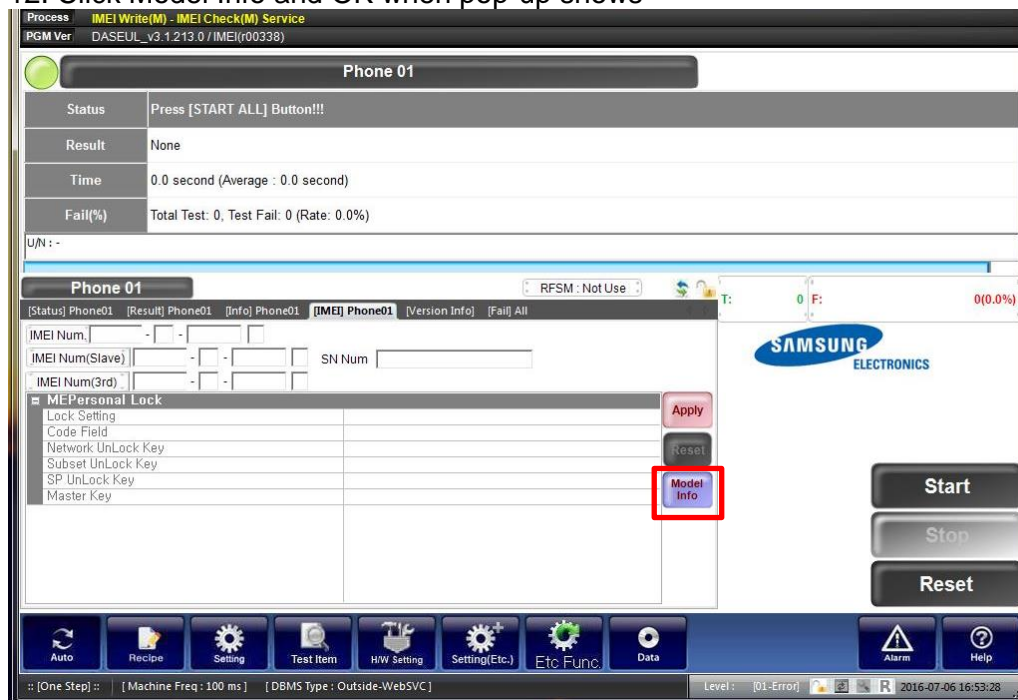 12. Click Model Info and OK when pop-up shows
Process IMEI Write(M) - IMEI Check(M) Service
PGM Ver DASEUL_v3.1.213.0 / IMEI(r00338)
Phone 01
Status Press [START ALL] Button!!!
Result None
Time 0.0 second (Average : 0.0 second)
Fail(%) Total Test: 0, Test Fail: 0 (Rate: 0.0%)
U/N : -
Phone 01 RFSM : Not Use T: 0 F: 0(0.0%)
[Status] Phone01 [Result] Phone01 [Info] Phone01 [IMEI] Phone01 [Version Info] [Fail] All
IMEI Num. - -
IMEI Num(Slave) - - SN Num
IMEI Num(3rd) - -
SAMSUNG
ELECTRONICS
MEPersonal Lock
Lock Setting
Code Field
Network UnLock Key
Subset UnLock Key
SP UnLock Key
Master Key
Apply
Reset
Model
Info
Start
Stop
Reset
Auto Recipe Setting Test Item H/W Setting Setting(Etc.) Etc Func. Data Alarm Help
:: [One Step] :: [ Machine Freq : 100 ms ] [ DBMS Type : Outside-WebSVC ] Level : [01-Error] R 2016-07-06 16:53:28